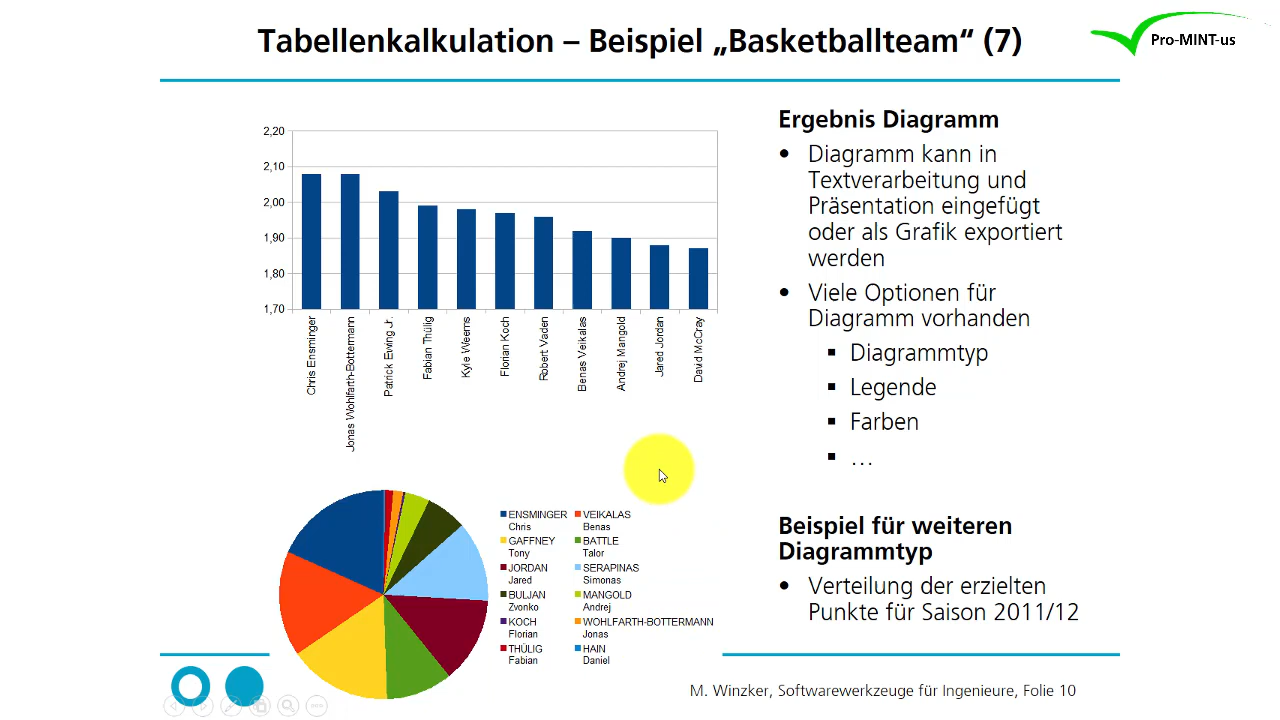 Tabellenkalkulation – Beispiel „Basketballteam“ (7)
Pro-MINT-us
2,20
2,10
2,00
1,90
1,80
1,70
Chris Ensminger
Jonas Wohlfarth-Bottermann
Patrick Ewing Jr.
Fabian Thülig
Kyle Weems
Florian Koch
Robert Vaden
Benas Veikalas
Andrej Mangold
Jared Jordan
David McCray
Ergebnis Diagramm
• Diagramm kann in
Textverarbeitung und
Präsentation eingefügt
oder als Grafik exportiert
werden
• Viele Optionen für
Diagramm vorhanden
▪ Diagrammtyp
▪ Legende
▪ Farben
▪ …
ENSMINGER VEIKALAS
Chris Benas
GAFFNEY BATTLE
Tony Talor
JORDAN SERAPINAS
Jared Simonas
BULJAN MANGOLD
Zvonko Andrej
KOCH WOHLFARTH-BOTTERMANN
Florian Jonas
THÜLIG HAIN
Fabian Daniel
Beispiel für weiteren
Diagrammtyp
• Verteilung der erzielten
Punkte für Saison 2011/12
M. Winzker, Softwarewerkzeuge für Ingenieure, Folie 10